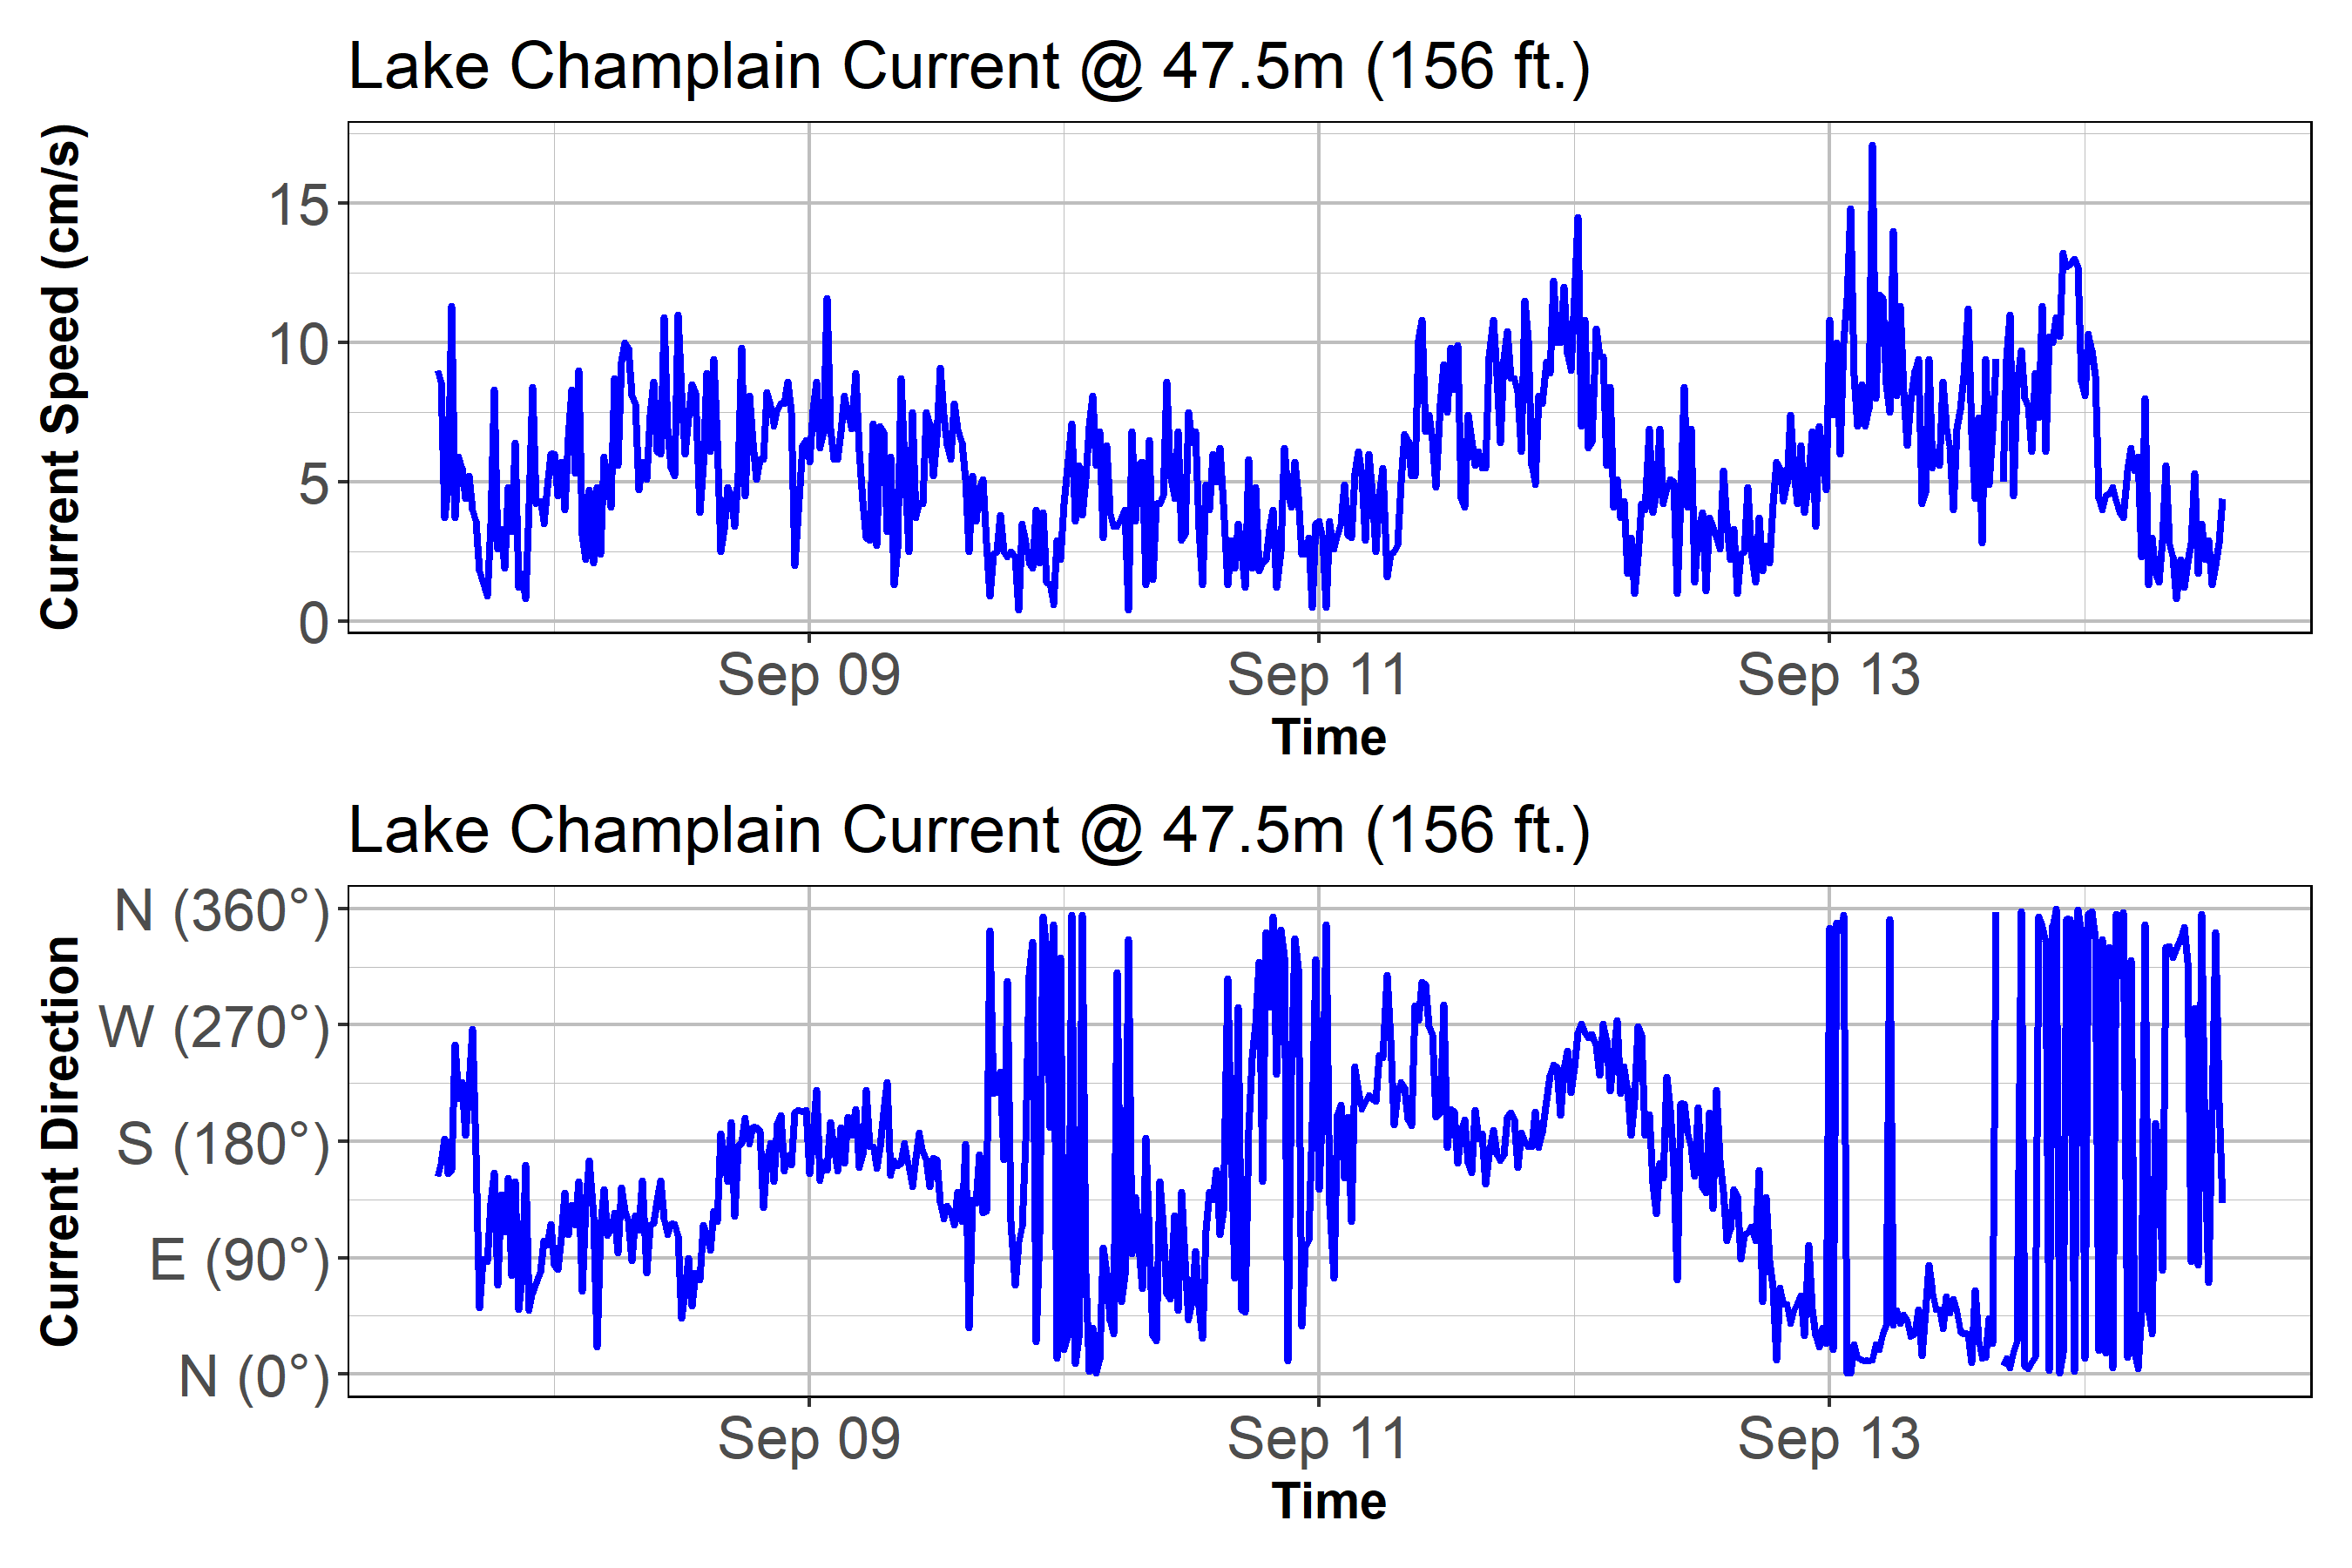 Lake Champlain Current @ 47.5m (156 ft.)
Current Speed (cm/s)
15
10
5
0
Sep 09
Sep 11
Sep 13
Time
Lake Champlain Current @ 47.5m (156 ft.)
Current Direction
N (360°)
W (270°)
S (180°)
E (90°)
N (0°)
Sep 09
Sep 11
Sep 13
Time